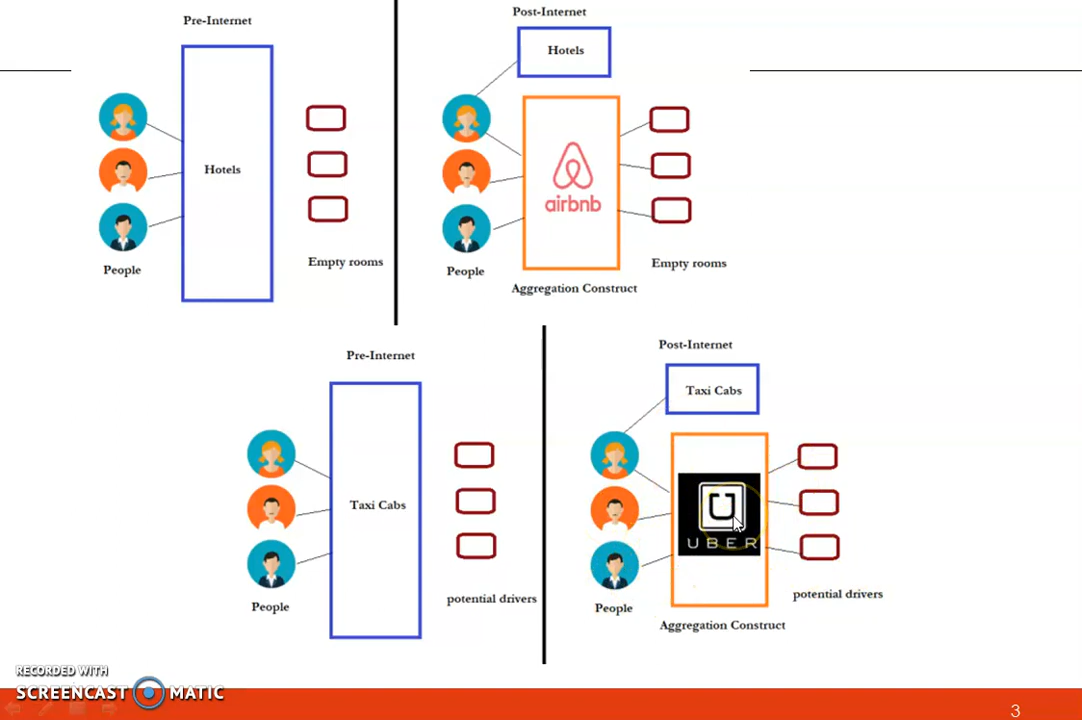 Pre-Internet
Hotels
People
Empty rooms
Post-Internet
Hotels
airbnb
People
Empty rooms
Aggregation Construct
Pre-Internet
Taxi Cabs
People
potential drivers
Post-Internet
Taxi Cabs
U
UBER
People
potential drivers
Aggregation Construct
RECORDED WITH
SCREENCAST MATIC
3